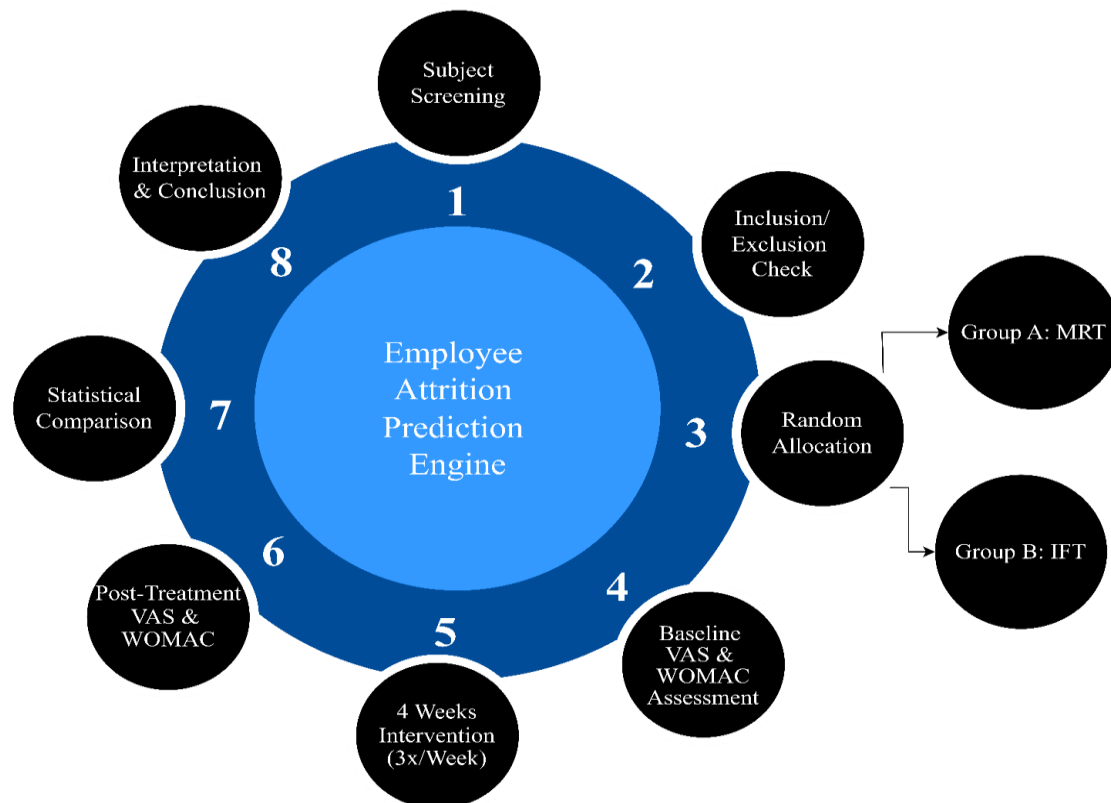 Subject
Screening
1
Inclusion/
Exclusion
Check
2
Random
Allocation
3
Group A: MRT
Group B: IFT
Baseline
VAS &
WOMAC
Assessment
4
4 Weeks
Intervention
(3x/Week)
5
Post-Treatment
VAS &
WOMAC
6
Statistical
Comparison
7
Interpretation
& Conclusion
8
Employee
Attrition
Prediction
Engine